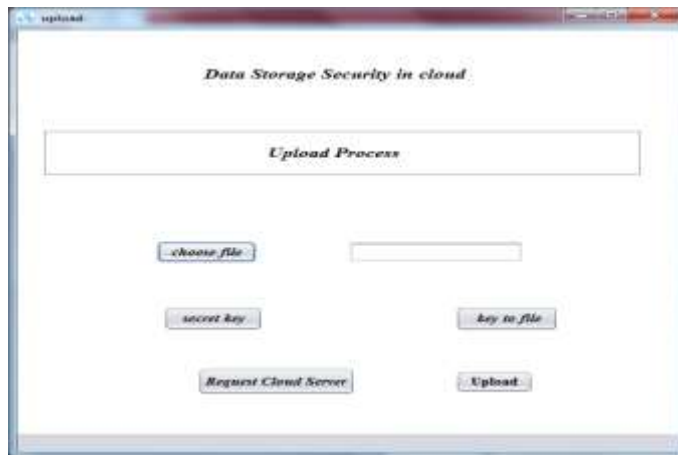 upload
Data Storage Security in cloud
Upload Process
choose file
secret key key to file
Request Cloud Server Upload